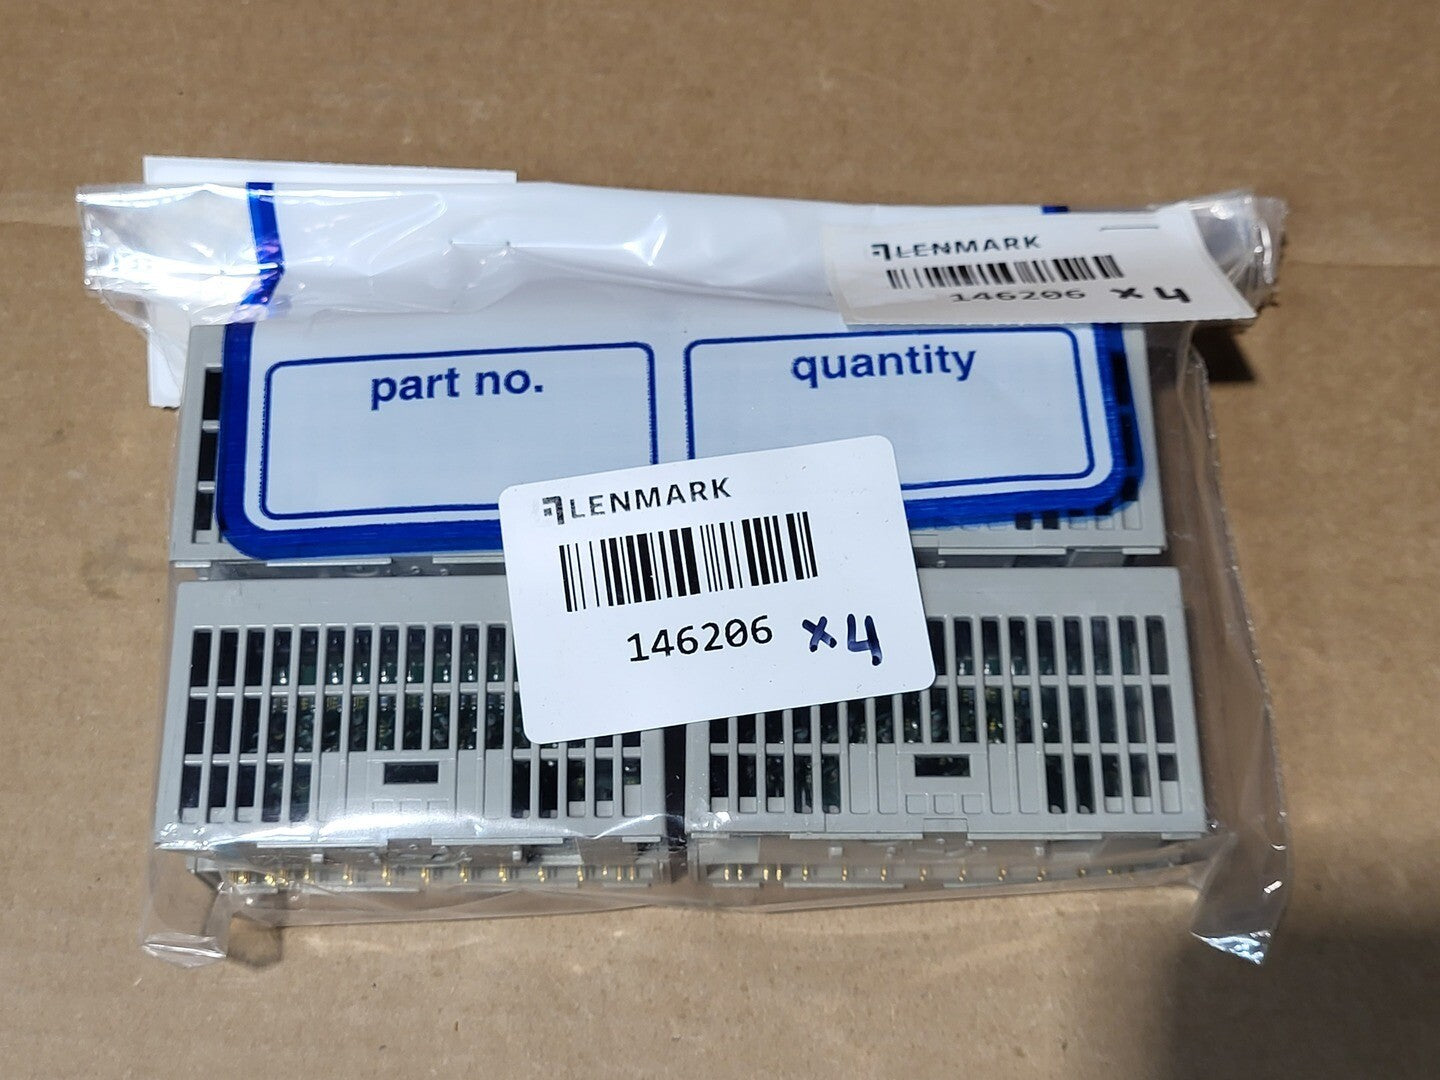 LENMARK
146206 x4
part no.
quantity
LENMARK
146206 x4